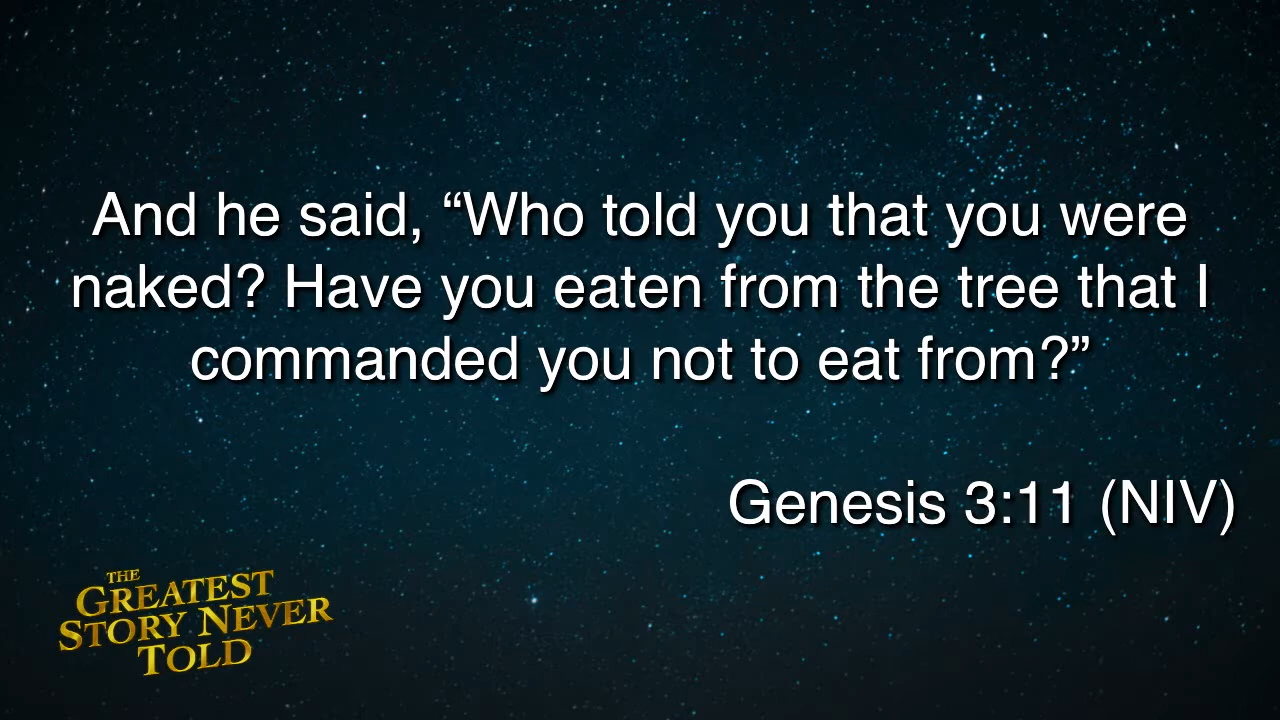 And he said, “Who told you that you were
naked? Have you eaten from the tree that I
commanded you not to eat from?”
Genesis 3:11 (NIV)
THE
GREATEST
STORY NEVER
TOLD